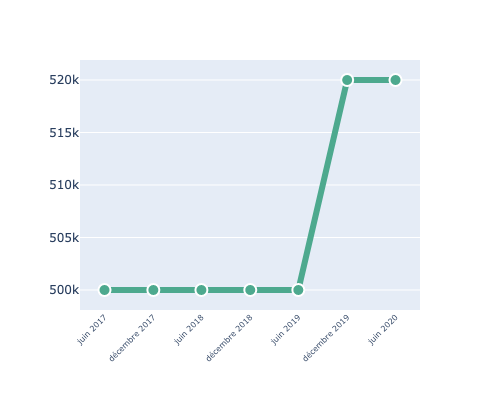 520k
515k
510k
505k
500k
juin 2017
décembre 2017
juin 2018
décembre 2018
juin 2019
décembre 2019
juin 2020